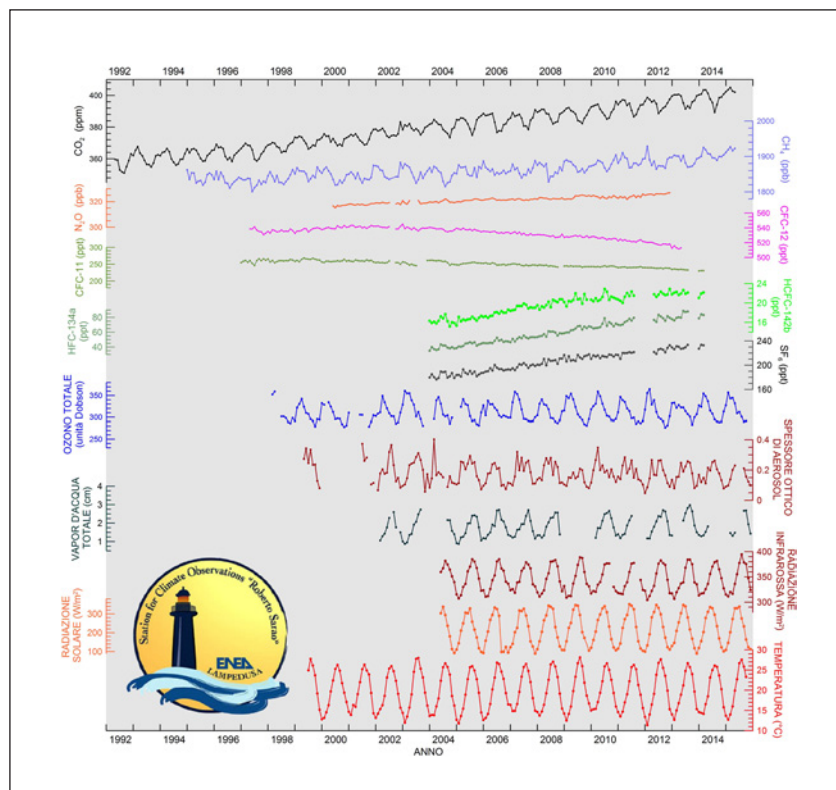 1992 1994 1996 1998 2000 2002 2004 2006 2008 2010 2012 2014
CO₂ (ppm)
400
380
360
CH₄ (ppb)
2000
1900
1800
N₂O (ppb)
320
300
CFC-12 (ppt)
560
540
520
500
CFC-11 (ppt)
300
250
200
HCFC-142b (ppt)
24
20
16
HFC-134a (ppt)
80
60
40
SF₆ (ppt)
240
200
160
OZONO TOTALE
(unità Dobson)
350
300
250
SPESSORE OTTICO
DI AEROSOL
0.4
0.2
0
VAPOR D'ACQUA
TOTALE (cm)
4
3
2
1
RADIAZIONE
INFRAROSSA (W/m²)
400
350
300
RADIAZIONE
SOLARE (W/m²)
300
200
100
TEMPERATURA (°C)
30
25
20
15
10
Station for Climate Observations "Roberto Sarao"
ENEA
LAMPEDUSA
1992 1994 1996 1998 2000 2002 2004 2006 2008 2010 2012 2014
ANNO